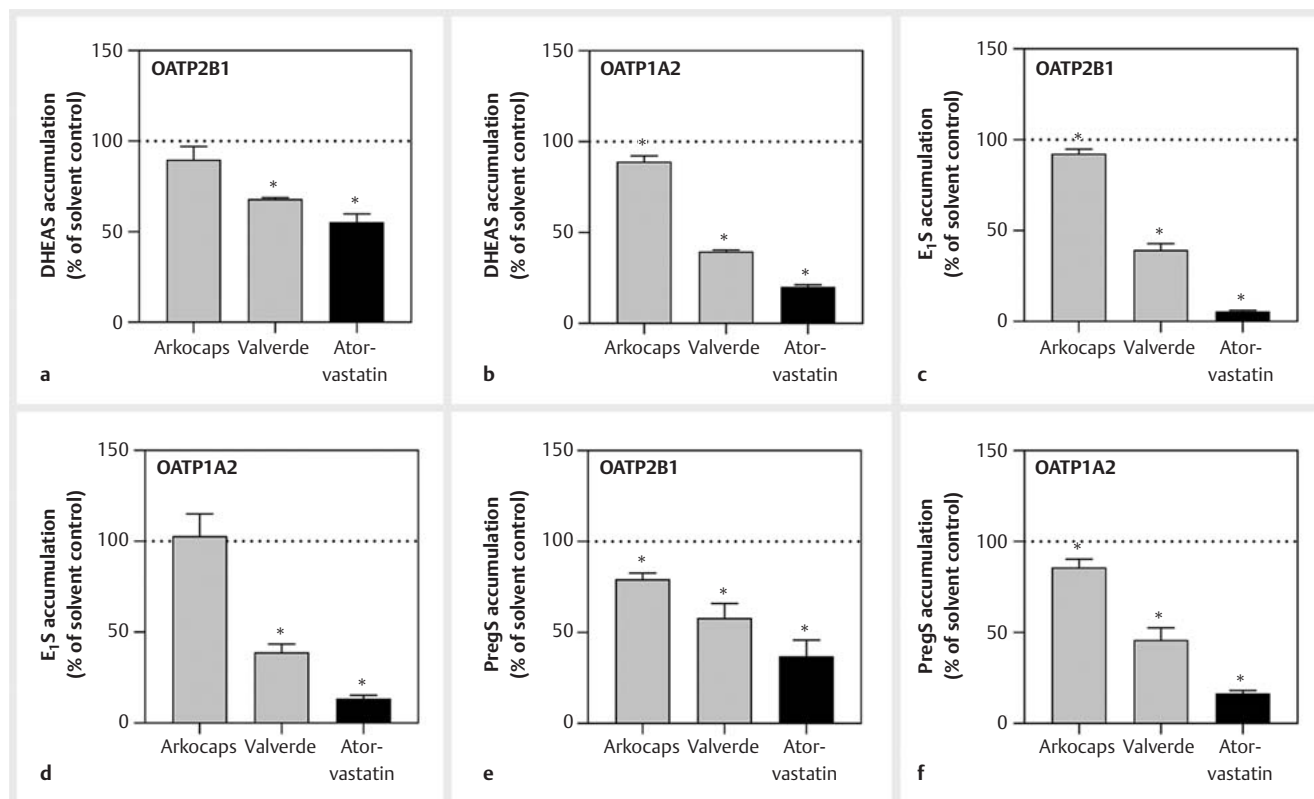 DHEAS accumulation
(% of solvent control)
150
100
50
0
OATP2B1
*
*
Arkocaps
Valverde
Ator-
vastatin
a
DHEAS accumulation
(% of solvent control)
150
100
50
0
OATP1A2
*
*
*
Arkocaps
Valverde
Ator-
vastatin
b
E₁S accumulation
(% of solvent control)
150
100
50
0
OATP2B1
*
*
*
Arkocaps
Valverde
Ator-
vastatin
c
E₁S accumulation
(% of solvent control)
150
100
50
0
OATP1A2
*
*
Arkocaps
Valverde
Ator-
vastatin
d
PregS accumulation
(% of solvent control)
150
100
50
0
OATP2B1
*
*
*
Arkocaps
Valverde
Ator-
vastatin
e
PregS accumulation
(% of solvent control)
150
100
50
0
OATP1A2
*
*
*
Arkocaps
Valverde
Ator-
vastatin
f